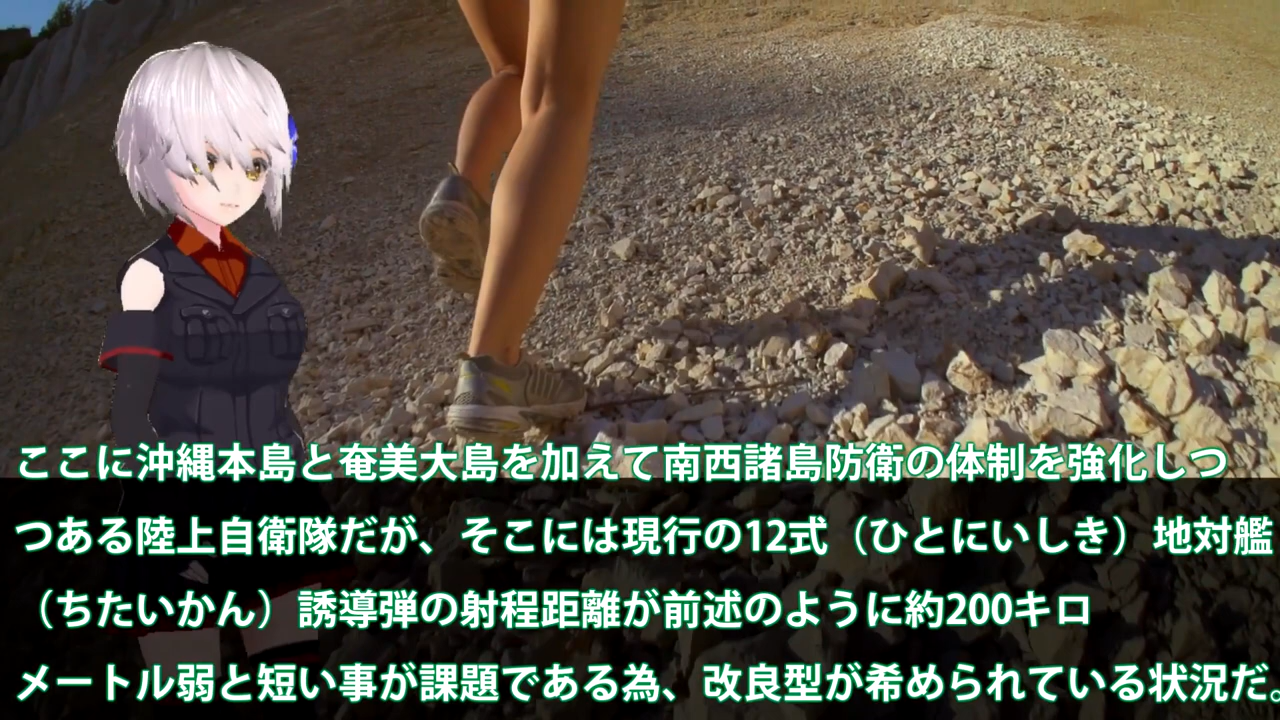 ここに沖縄本島と奄美大島を加えて南西諸島防衛の体制を強化しつ
つある陸上自衛隊だが、そこには現行の12式（ひとにいしき）地対艦
（ちたいかん）誘導弾の射程距離が前述のように約200キロ
メートル弱と短い事が課題である為、改良型が希められている状況だ。